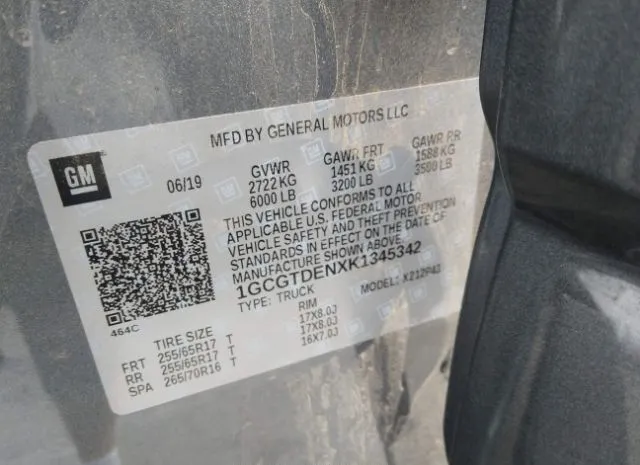 MFD BY GENERAL MOTORS LLC
GM
06/19
GVWR GAWR FRT GAWR RR
2722 KG 1451 KG 1588 KG
6000 LB 3200 LB 3500 LB
THIS VEHICLE CONFORMS TO ALL
APPLICABLE U.S. FEDERAL MOTOR
VEHICLE SAFETY AND THEFT PREVENTION
STANDARDS IN EFFECT ON THE DATE OF
MANUFACTURE SHOWN ABOVE.
1GCGTDENXK1345342
TYPE: TRUCK MODEL: K212P43
464C
TIRE SIZE RIM
FRT 255/65R17 T 17X8.0J
RR 255/65R17 T 17X8.0J
SPA 265/70R16 T 16X7.0J